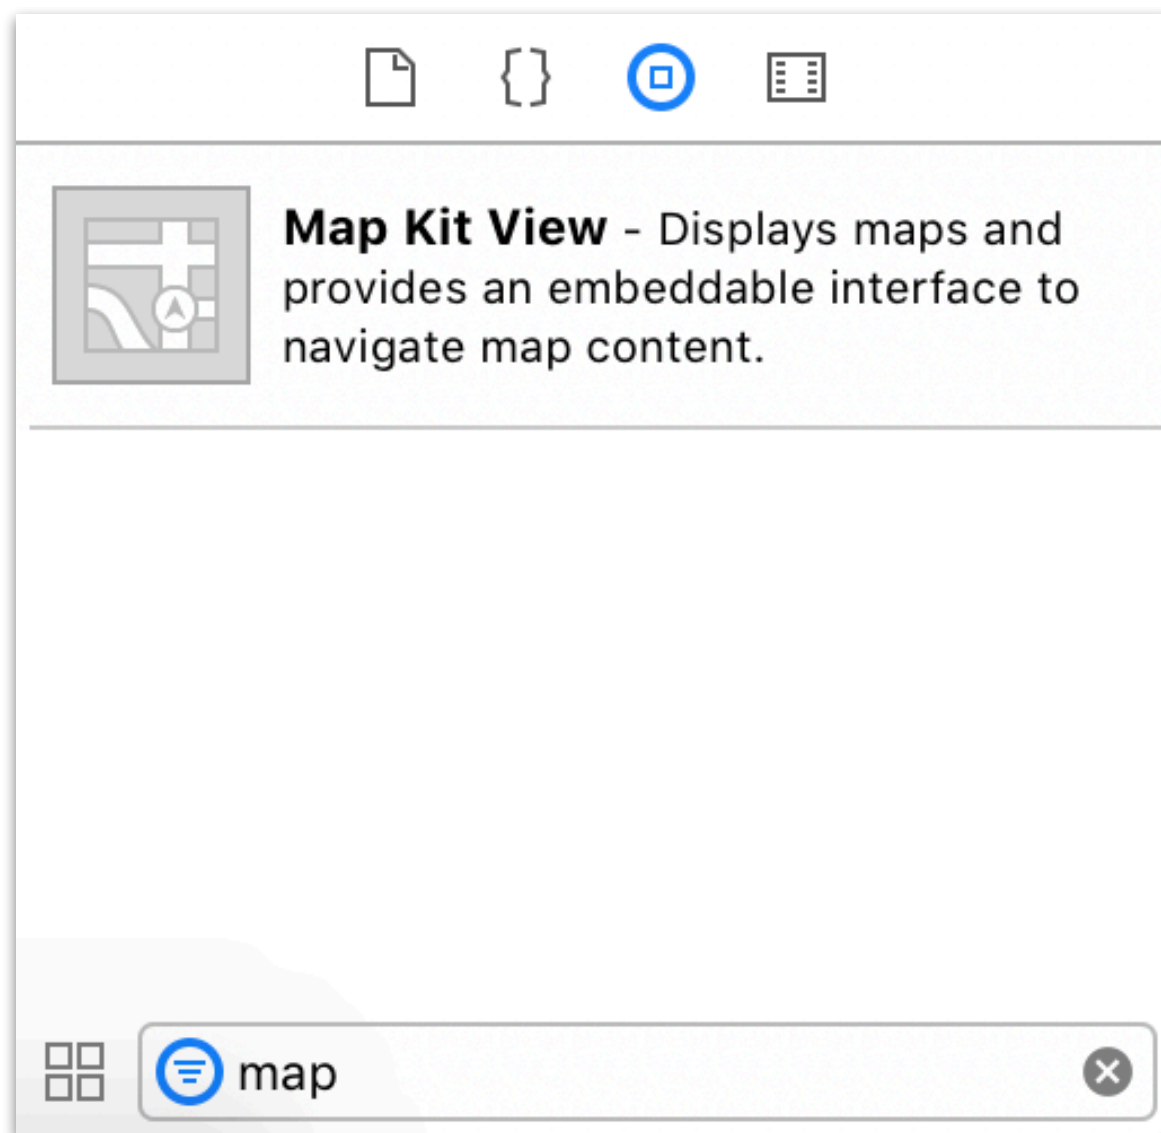 Map Kit View - Displays maps and
provides an embeddable interface to
navigate map content.
map